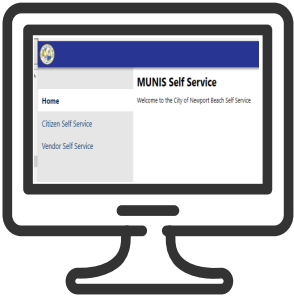 MUNIS Self Service
Home
Welcome to the City of Newport Beach Self Service
Citizen Self Service
Vendor Self Service